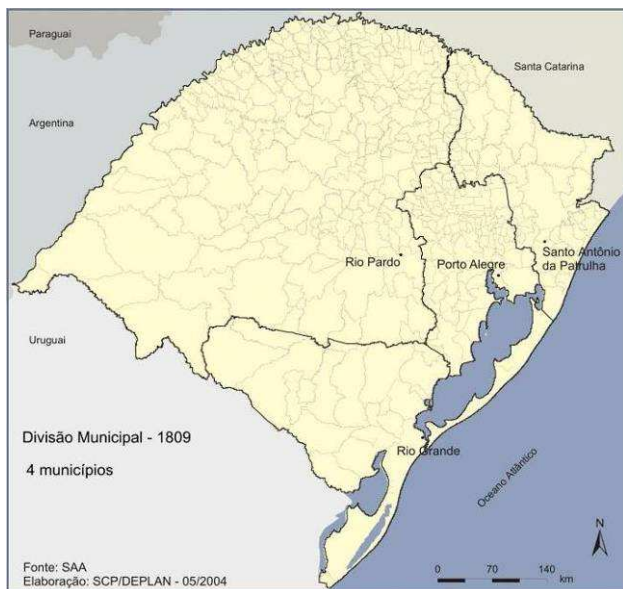 Paraguai
Santa Catarina
Argentina
Rio Pardo
Porto Alegre
Santo Antônio
da Patrulha
Uruguai
Divisão Municipal - 1809
4 municípios
Rio Grande
Oceano Atlântico
N
Fonte: SAA
Elaboração: SCP/DEPLAN - 05/2004
0 70 140
km